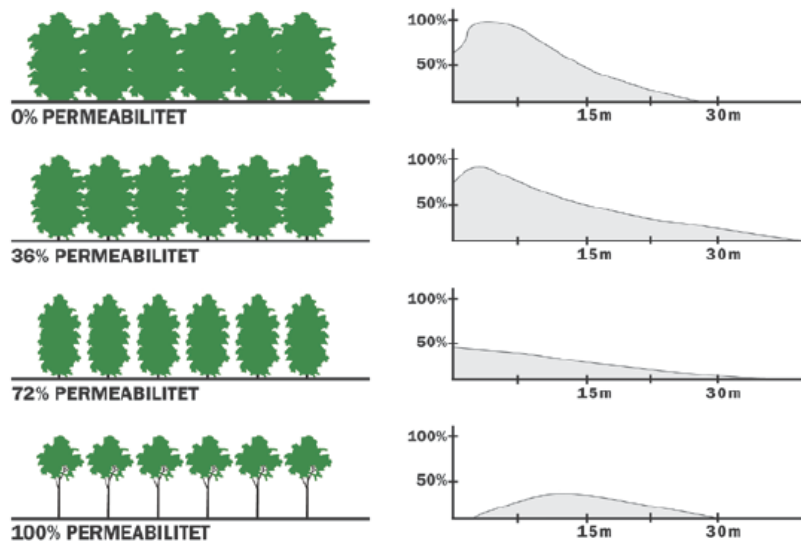 100%
50%
15m
30m
0% PERMEABILITET
100%
50%
15m
30m
36% PERMEABILITET
100%
50%
15m
30m
72% PERMEABILITET
100%
50%
15m
30m
100% PERMEABILITET